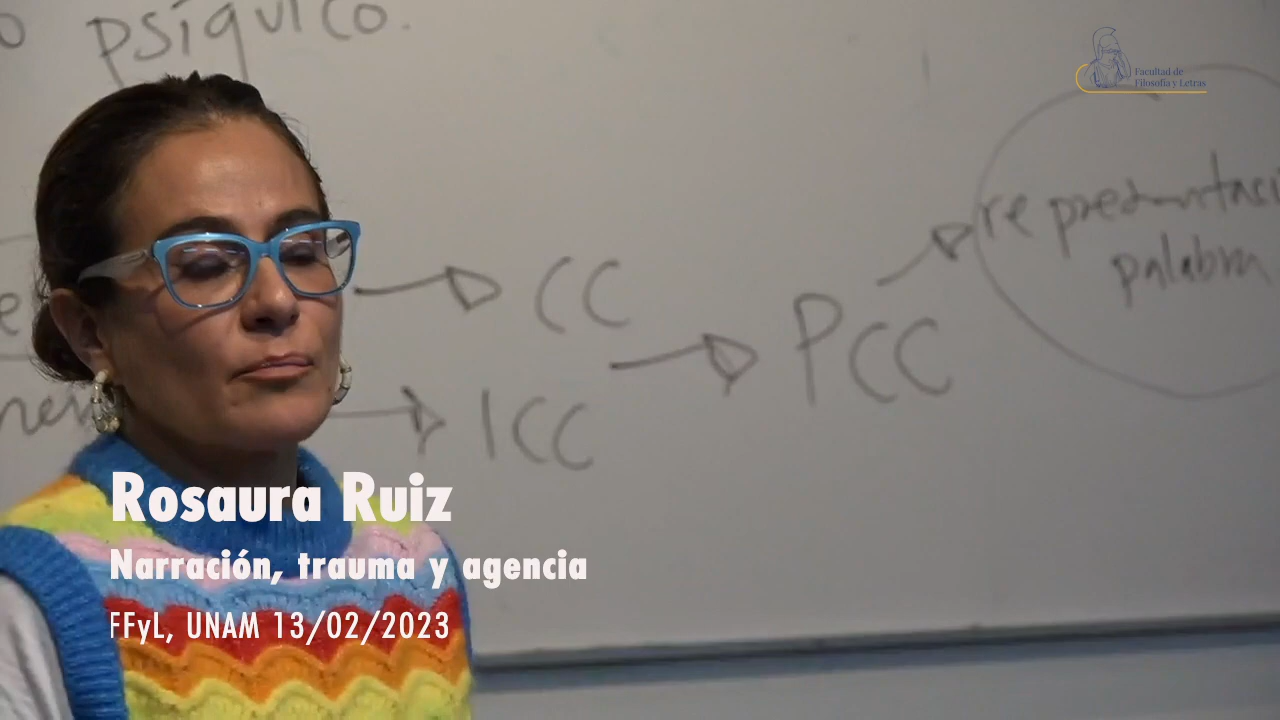 psíquico.
Facultad de
Filosofía y Letras
CC
PCC
ICC
palabra
Rosaura Ruiz
Narración, trauma y agencia
FFyL, UNAM 13/02/2023